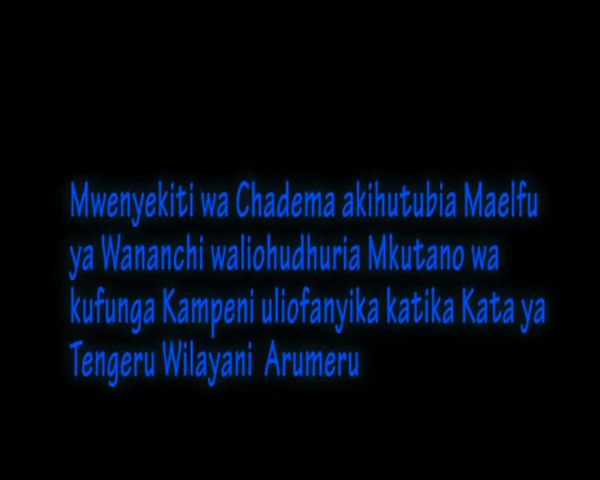 Mwenyekiti wa Chadema akihutubia Maelfu
ya Wananchi waliohudhuria Mkutano wa
kufunga Kampeni uliofanyika katika Kata ya
Tengeru Wilayani Arumeru